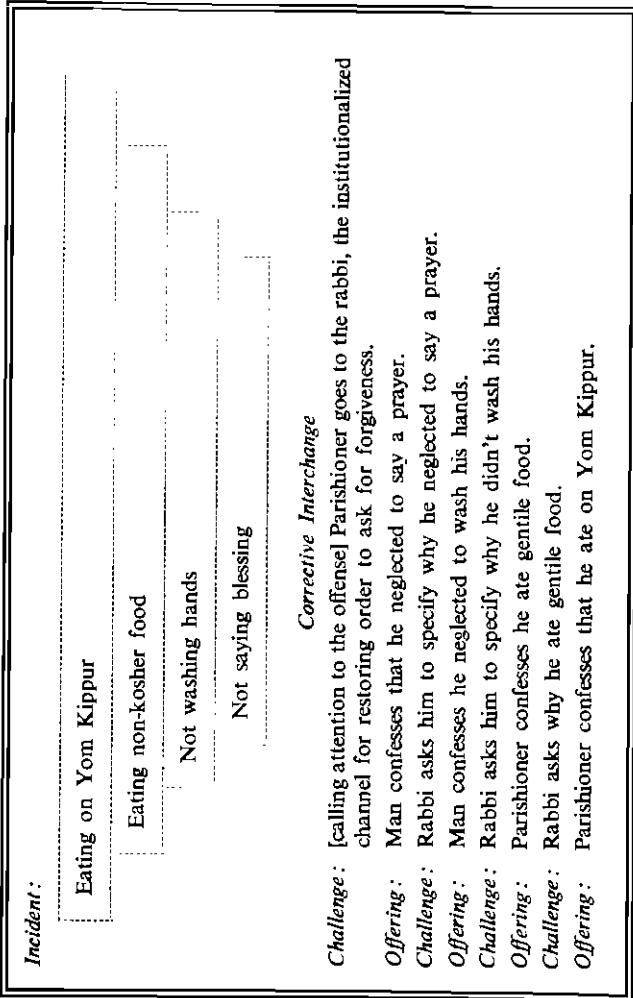 Incident:
Eating on Yom Kippur
Eating non-kosher food
Not washing hands
Not saying blessing
Corrective Interchange
Challenge: [calling attention to the offense] Parishioner goes to the rabbi, the institutionalized
channel for restoring order to ask for forgiveness.
Offering: Man confesses that he neglected to say a prayer.
Challenge: Rabbi asks him to specify why he neglected to say a prayer.
Offering: Man confesses he neglected to wash his hands.
Challenge: Rabbi asks him to specify why he didn't wash his hands.
Offering: Parishioner confesses he ate gentile food.
Challenge: Rabbi asks why he ate gentile food.
Offering: Parishioner confesses that he ate on Yom Kippur.